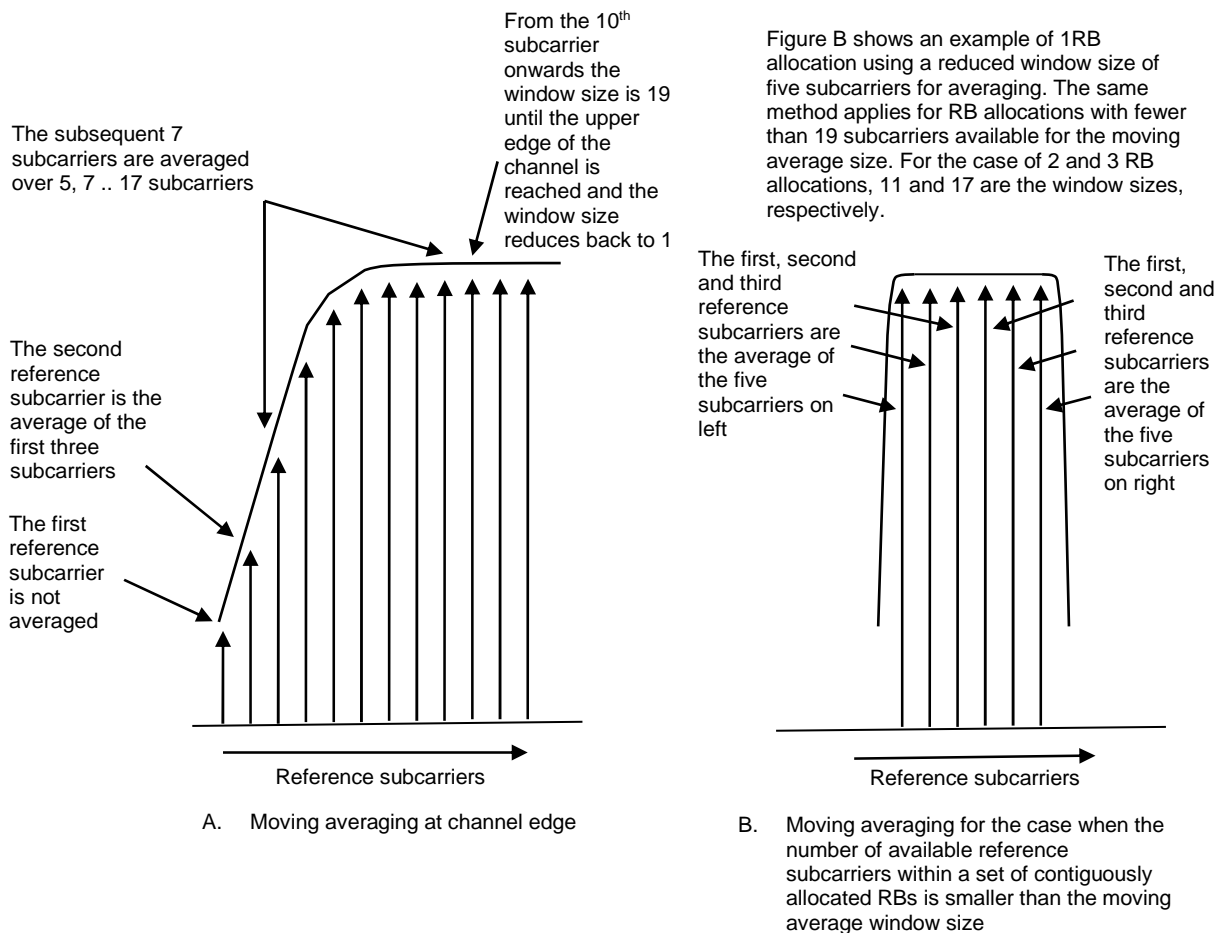 From the 10th
subcarrier
onwards the
window size is 19
until the upper
edge of the
channel is
reached and the
window size
reduces back to 1
The subsequent 7
subcarriers are averaged
over 5, 7 .. 17 subcarriers
The second
reference
subcarrier is the
average of the
first three
subcarriers
The first
reference
subcarrier
is not
averaged
Reference subcarriers
A. Moving averaging at channel edge
Figure B shows an example of 1RB
allocation using a reduced window size of
five subcarriers for averaging. The same
method applies for RB allocations with fewer
than 19 subcarriers available for the moving
average size. For the case of 2 and 3 RB
allocations, 11 and 17 are the window sizes,
respectively.
The first, second
and third
reference
subcarriers are
the average of
the five
subcarriers on
left
The first,
second and
third
reference
subcarriers
are the
average of
the five
subcarriers
on right
Reference subcarriers
B. Moving averaging for the case when the
number of available reference
subcarriers within a set of contiguously
allocated RBs is smaller than the moving
average window size